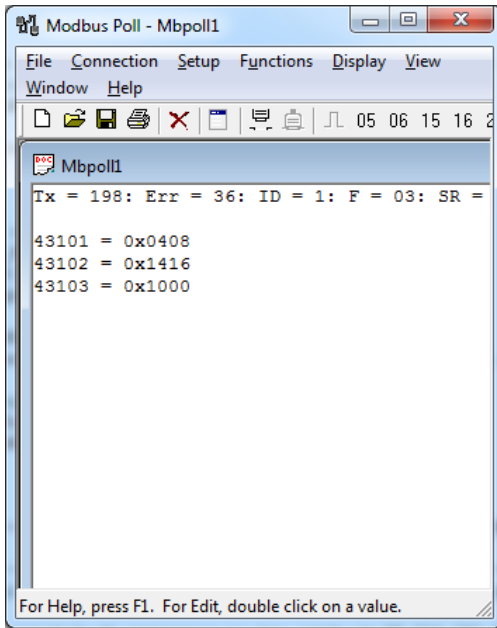 Modbus Poll - Mbpoll1
File Connection Setup Functions Display View
Window Help
05 06 15 16 2
DOC
Mbpoll1
Tx = 198: Err = 36: ID = 1: F = 03: SR =
43101 = 0x0408
43102 = 0x1416
43103 = 0x1000
For Help, press F1. For Edit, double click on a value.